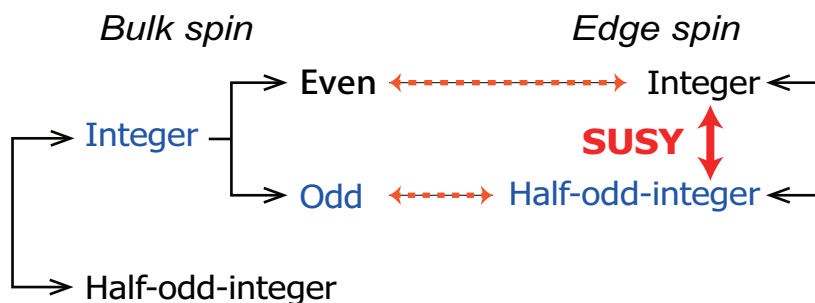 Bulk spin Edge spin
Even Integer
Integer SUSY
Odd Half-odd-integer
Half-odd-integer